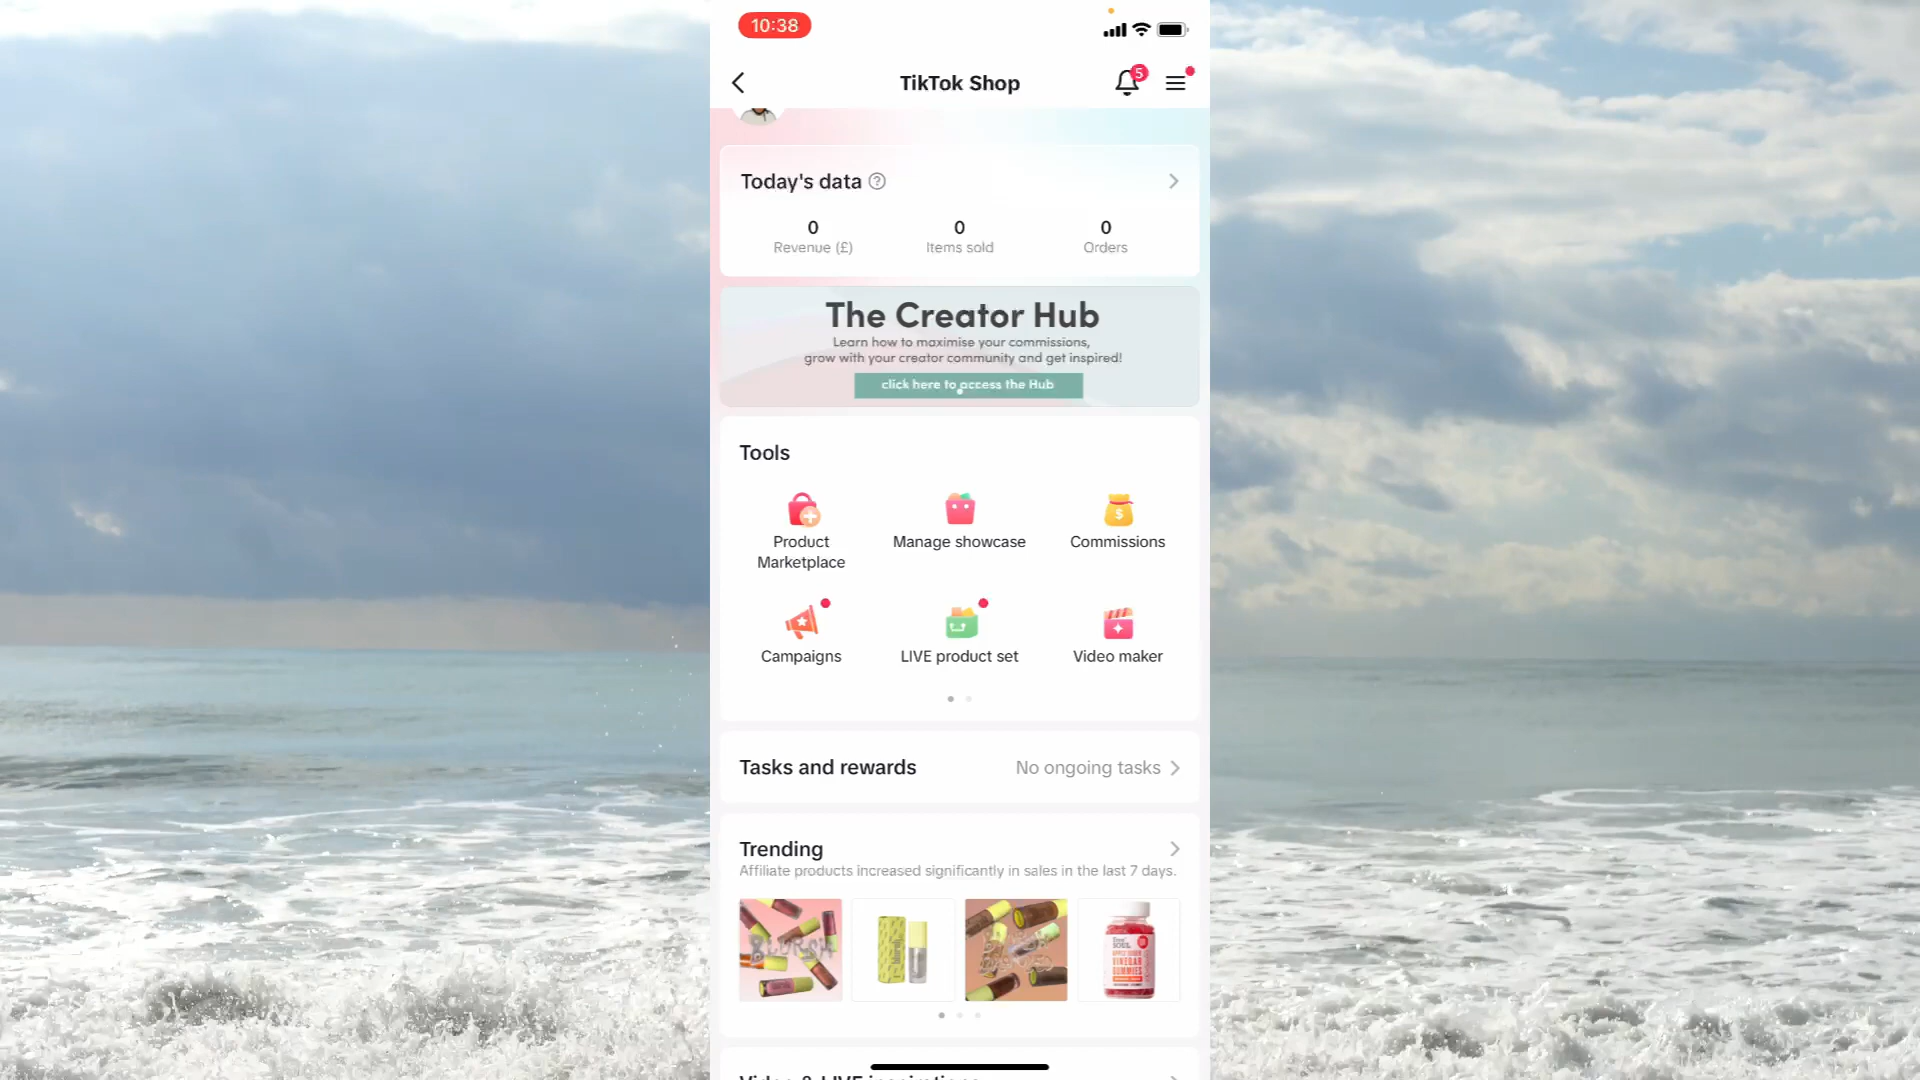 10:38
TikTok Shop
5
Today's data
0
0
0
Revenue (£)
Items sold
Orders
The Creator Hub
Learn how to maximise your commissions,
grow with your creator community and get inspired!
click here to access the Hub
Tools
Product
Marketplace
Manage showcase
Commissions
Campaigns
LIVE product set
Video maker
Tasks and rewards
No ongoing tasks
Trending
Affiliate products increased significantly in sales in the last 7 days.
VINEGAR
GUMMIES